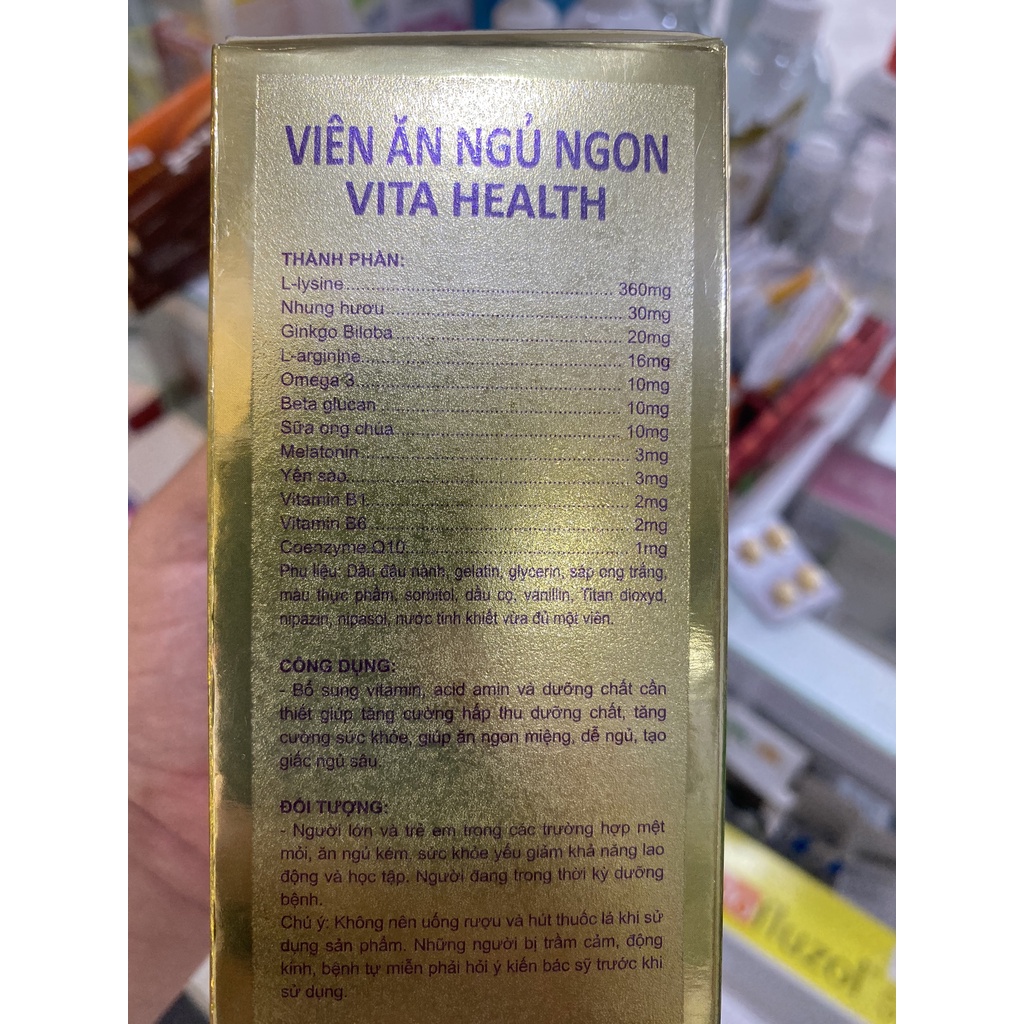 VIÊN ĂN NGỦ NGON
VITA HEALTH
THÀNH PHẦN:
L-lysine........ 360mg
Nhung hươu........ 30mg
Ginkgo Biloba........ 20mg
L-arginine........ 16mg
Omega 3........ 10mg
Beta glucan........ 10mg
Sữa ong chúa........ 10mg
Melatonin........ 3mg
Yến sào........ 3mg
Vitamin B1........ 2mg
Vitamin B6........ 2mg
Coenzyme Q10........ 1mg
Phụ liệu: Dầu đậu nành, gelatin, glycerin, sáp ong trắng,
màu thực phẩm, sorbitol, dầu cọ, vanillin, Titan dioxyd,
nipazin, nipasol, nước tinh khiết vừa đủ một viên.
CÔNG DỤNG:
- Bổ sung vitamin, acid amin và dưỡng chất cần
thiết giúp tăng cường hấp thu dưỡng chất, tăng
cường sức khỏe, giúp ăn ngon miệng, dễ ngủ, tạo
giấc ngủ sâu.
ĐỐI TƯỢNG:
- Người lớn và trẻ em trong các trường hợp mệt
mỏi, ăn ngủ kém, sức khỏe yếu giảm khả năng lao
động và học tập. Người đang trong thời kỳ dưỡng
bệnh.
Chú ý: Không nên uống rượu và hút thuốc lá khi sử
dụng sản phẩm. Những người bị trầm cảm, động
kinh, bệnh tự miễn phải hỏi ý kiến bác sỹ trước khi
sử dụng.